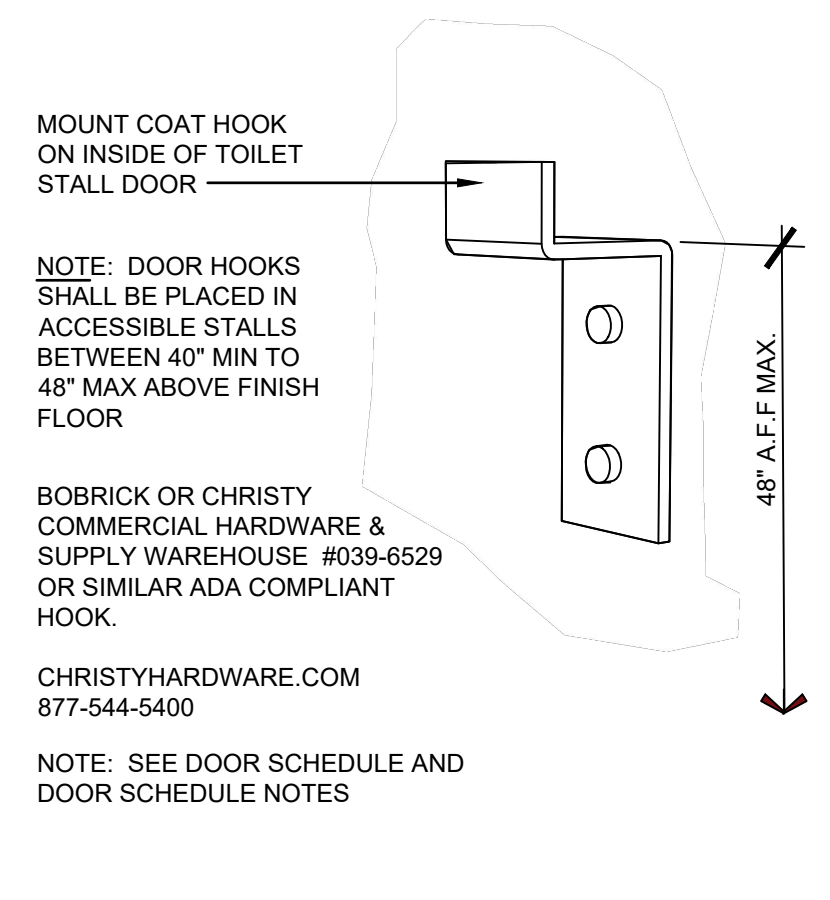 MOUNT COAT HOOK
ON INSIDE OF TOILET
STALL DOOR
NOTE:  DOOR HOOKS
SHALL BE PLACED IN
ACCESSIBLE STALLS
BETWEEN 40" MIN TO
48" MAX ABOVE FINISH
FLOOR
BOBRICK OR CHRISTY
COMMERCIAL HARDWARE &
SUPPLY WAREHOUSE  #039-6529
OR SIMILAR ADA COMPLIANT
HOOK.
CHRISTYHARDWARE.COM
877-544-5400
NOTE:  SEE DOOR SCHEDULE AND
DOOR SCHEDULE NOTES
48" A.F.F MAX.